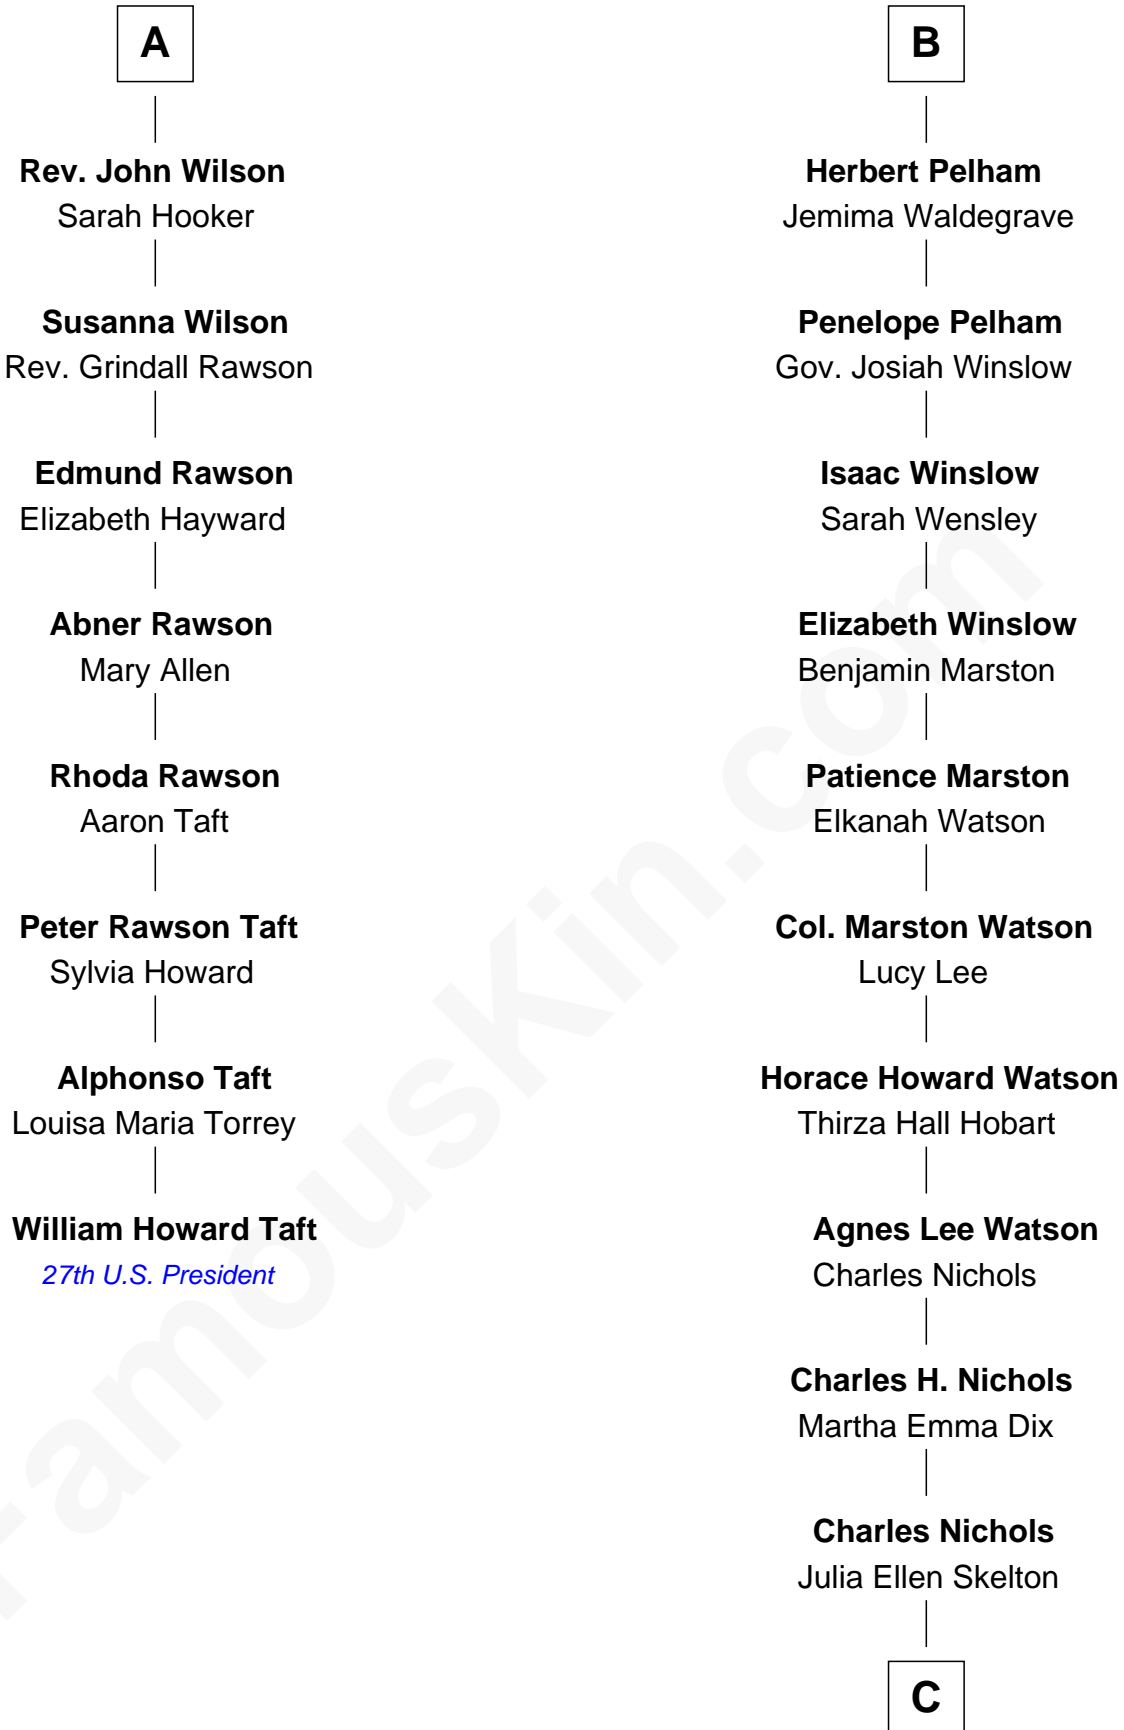 A
Rev. John Wilson
Sarah Hooker
Susanna Wilson
Rev. Grindall Rawson
Edmund Rawson
Elizabeth Hayward
Abner Rawson
Mary Allen
Rhoda Rawson
Aaron Taft
Peter Rawson Taft
Sylvia Howard
Alphonso Taft
Louisa Maria Torrey
William Howard Taft
27th U.S. President
B
Herbert Pelham
Jemima Waldegrave
Penelope Pelham
Gov. Josiah Winslow
Isaac Winslow
Sarah Wensley
Elizabeth Winslow
Benjamin Marston
Patience Marston
Elkanah Watson
Col. Marston Watson
Lucy Lee
Horace Howard Watson
Thirza Hall Hobart
Agnes Lee Watson
Charles Nichols
Charles H. Nichols
Martha Emma Dix
Charles Nichols
Julia Ellen Skelton
C
FamousKin.com